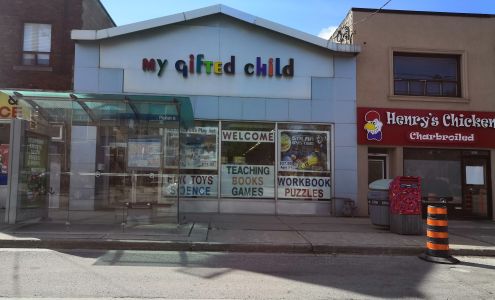 my gifted child
Henry's Chicken
Charbroiled
WELCOME
TEACHING
BOOKS
GAMES
TOYS
SCIENCE
WORKBOOK
PUZZLES